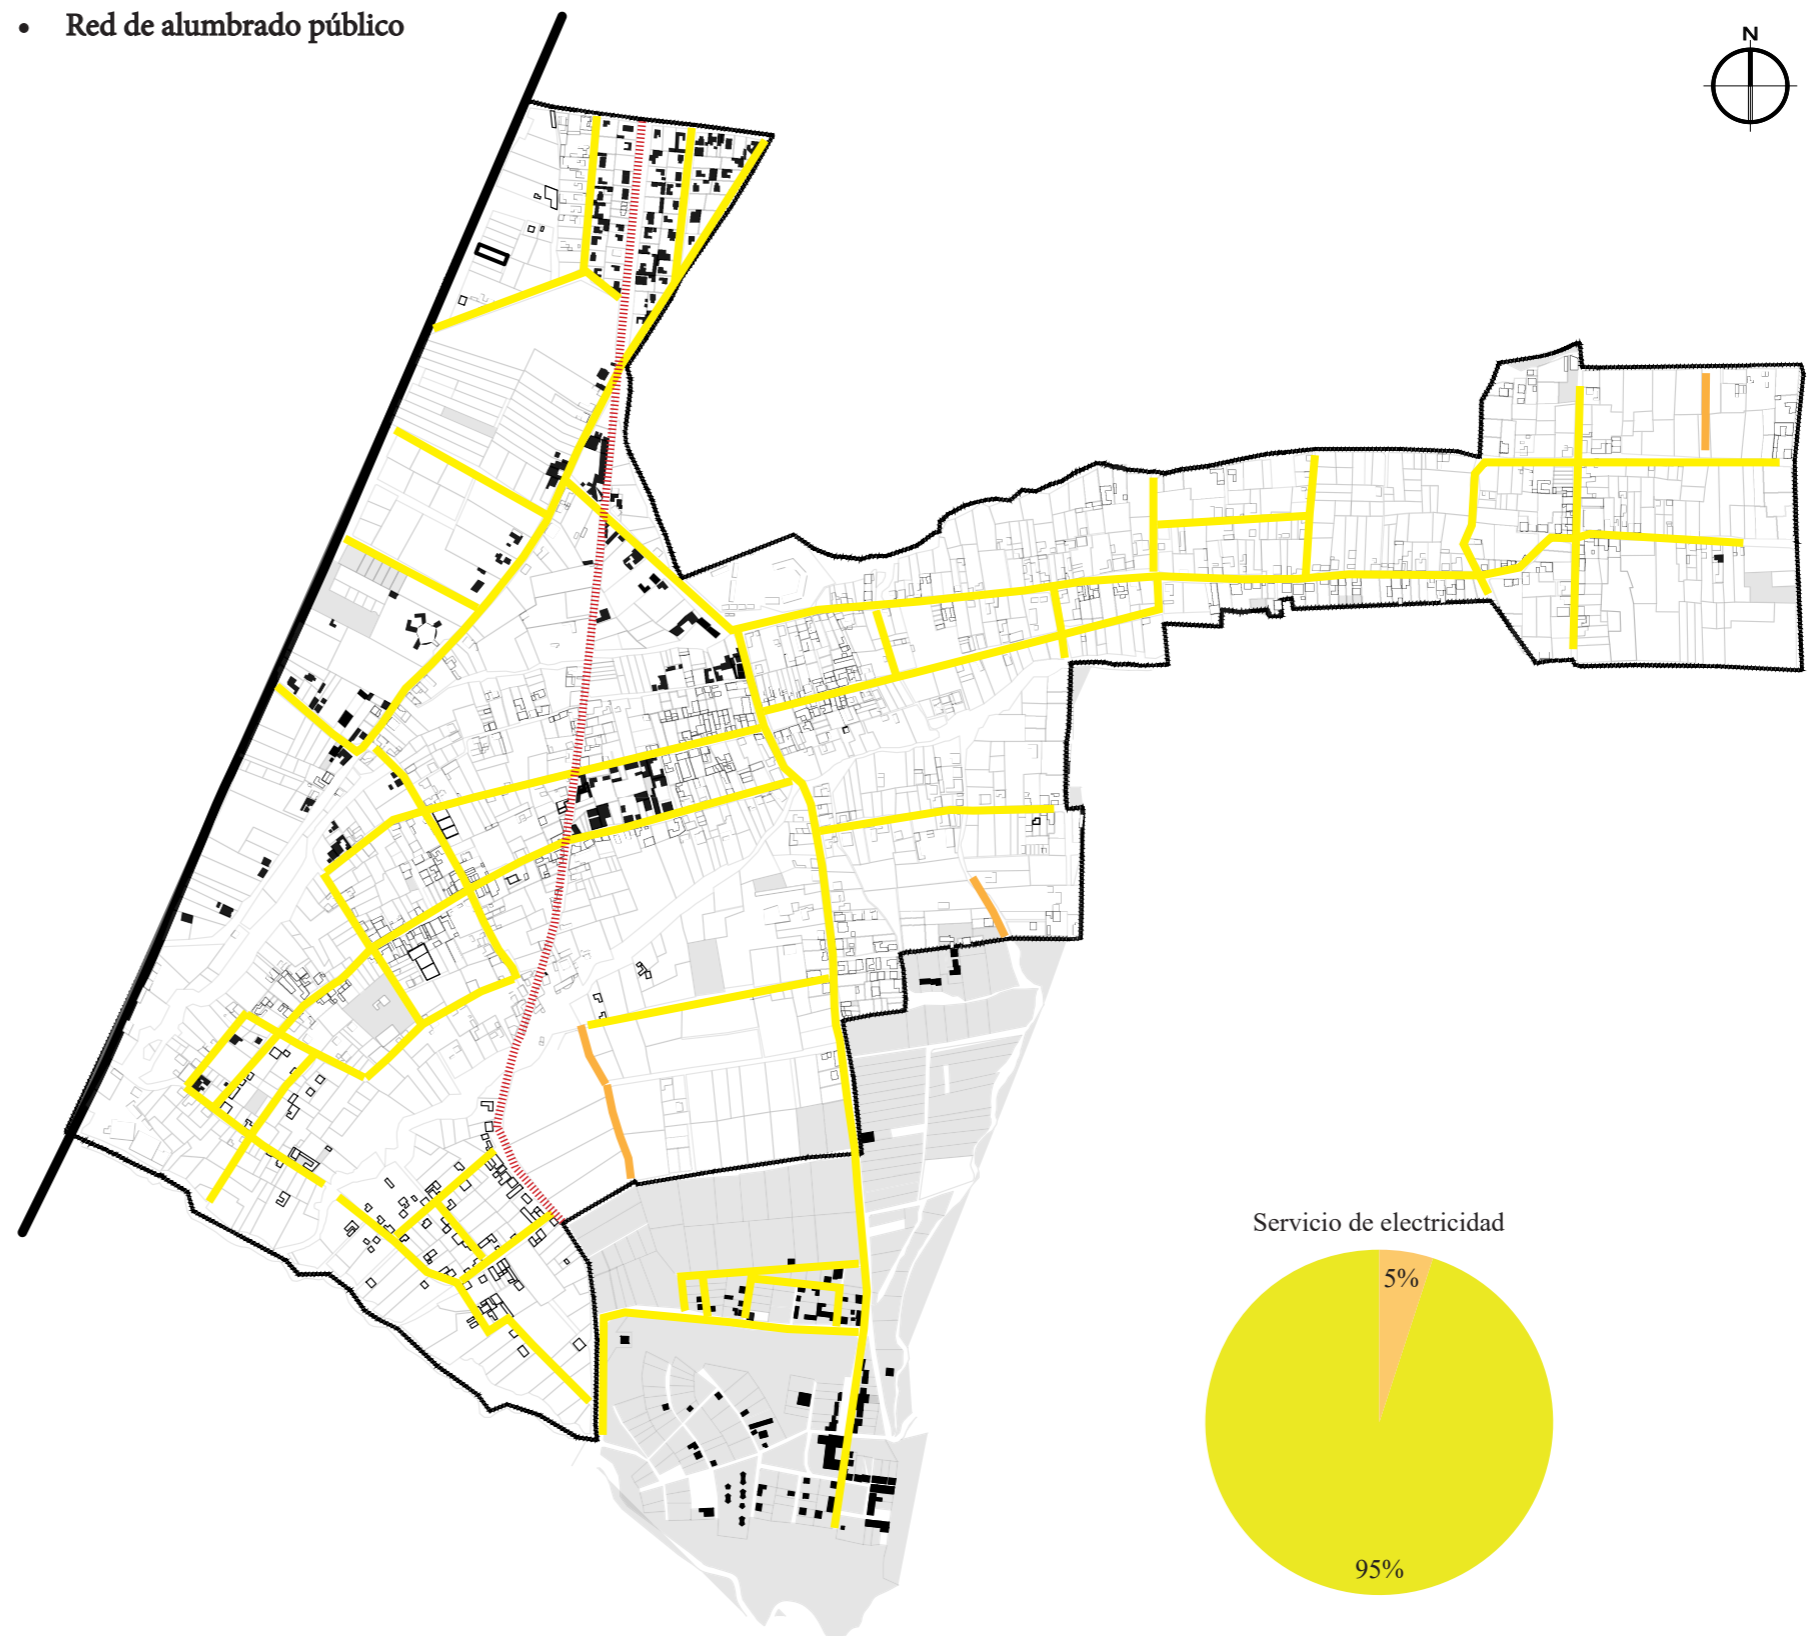 • Red de alumbrado público
N
Servicio de electricidad
5%
95%